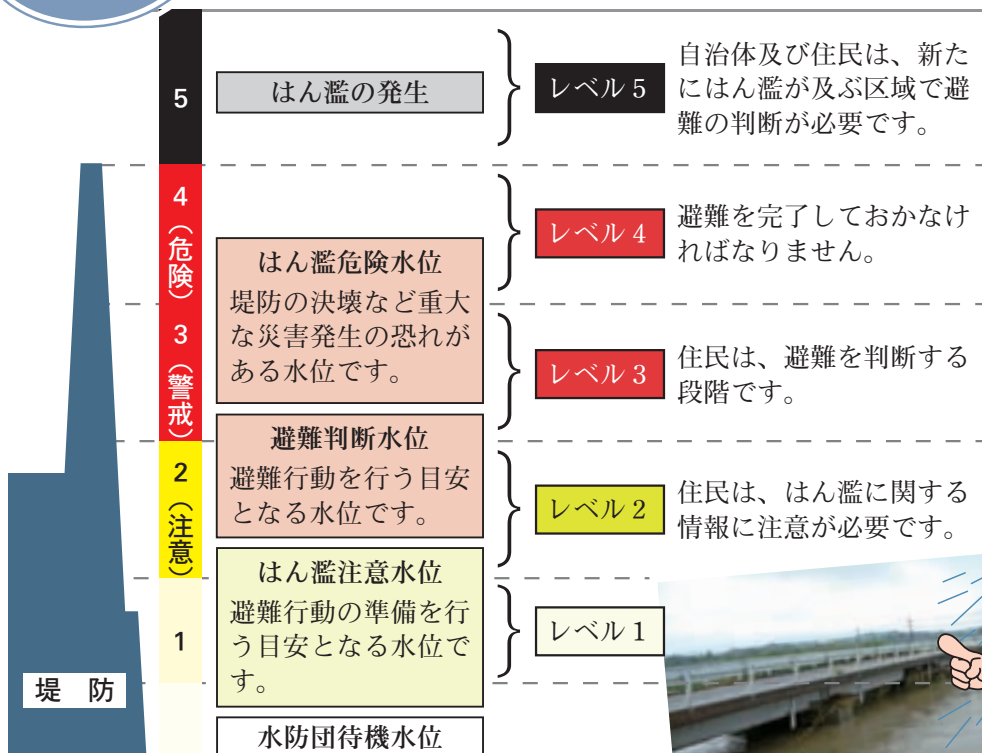 5
はん濫の発生
レベル 5
自治体及び住民は、新た
にはん濫が及ぶ区域で避
難の判断が必要です。
4（危険）
レベル 4
避難を完了しておかなけ
ればなりません。
はん濫危険水位
堤防の決壊など重大
な災害発生の恐れが
ある水位です。
3（警戒）
レベル 3
住民は、避難を判断する
段階です。
避難判断水位
避難行動を行う目安
となる水位です。
2（注意）
レベル 2
住民は、はん濫に関する
情報に注意が必要です。
はん濫注意水位
避難行動の準備を行
う目安となる水位で
す。
1
レベル 1
堤 防
水防団待機水位